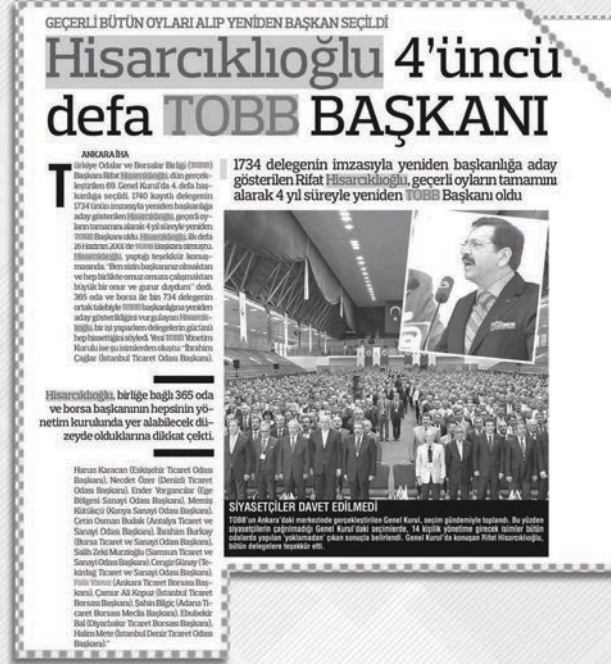 GEÇERLİ BÜTÜN OYLARI ALIP YENİDEN BAŞKAN SEÇİLDİ
Hisarcıklıoğlu 4'üncü
defa TOBB BAŞKANI
ANKARA İHA
Türkiye Odalar ve Borsalar Birliği (TOBB)
Başkanı Rifat Hisarcıklıoğlu, dün gerçek-
leştirilen 69. Genel Kurul'da 4. defa baş-
kanlığa seçildi. 1740 kayıtlı delegenin
1734'ünün imzasıyla yeniden başkanlığa
aday gösterilen Hisarcıklıoğlu, geçerli oy-
ların tamamını alarak 4 yıl süreyle yeniden
TOBB Başkanı oldu. Hisarcıklıoğlu, ilk defa
16 Haziran 2001'de TOBB Başkanı olmuştu.
Hisarcıklıoğlu, yaptığı teşekkür konuş-
masında, "Ben sizin başkanınız olmaktan
ve hep birlikte omuz omuza çalışmaktan
büyük bir onur ve gurur duydum" dedi.
365 oda ve borsa ile bin 734 delegenin
ortak talebiyle TOBB başkanlığına yeniden
aday gösterildiğini vurgulayan Hisarcık-
lıoğlu, bir işi yaparken delegelerin gücünü
hep hissettiğini söyledi. Yeni TOBB Yönetim
Kurulu ise şu isimlerden oluştu: "İbrahim
Çağlar (İstanbul Ticaret Odası Başkanı),
Hisarcıklıoğlu, birliğe bağlı 365 oda
ve borsa başkanının hepsinin yö-
netim kurulunda yer alabilecek dü-
zeyde olduklarına dikkat çekti.
Harun Karacan (Eskişehir Ticaret Odası
Başkanı), Necdet Özer (Denizli Ticaret
Odası Başkanı), Ender Yorgancılar (Ege
Bölgesi Sanayi Odası Başkanı), Memiş
Kütükçü (Konya Sanayi Odası Başkanı),
Çetin Osman Budak (Antalya Ticaret ve
Sanayi Odası Başkanı), İbrahim Burkay
(Bursa Ticaret ve Sanayi Odası Başkanı),
Salih Zeki Murzioğlu (Samsun Ticaret ve
Sanayi Odası Başkanı), Cengiz Günay (Te-
kirdağ Ticaret ve Sanayi Odası Başkanı),
Faik Yavuz (Ankara Ticaret Borsası Baş-
kanı), Çamur Ali Kopuz (İstanbul Ticaret
Borsası Başkanı), Şahin Bilgiç (Adana Ti-
caret Borsası Meclis Başkanı), Ebubekir
Bal (Diyarbakır Ticaret Borsası Başkanı),
Halim Mete (İstanbul Deniz Ticaret Odası
Başkanı)."
1734 delegenin imzasıyla yeniden başkanlığa aday
gösterilen Rifat Hisarcıklıoğlu, geçerli oyların tamamını
alarak 4 yıl süreyle yeniden TOBB Başkanı oldu
SİYASETÇİLER DAVET EDİLMEDİ
TOBB'un Ankara'daki merkezinde gerçekleştirilen Genel Kurul, seçim gündemiyle toplandı. Bu yüzden
siyasetçilerin çağrılmadığı Genel Kurul'daki seçimlerde, 14 kişilik yönetime girecek isimler bütün
odalarda yapılan 'yoklamadan' çıkan sonuçla belirlendi. Genel Kurul'da konuşan Rifat Hisarcıklıoğlu,
bütün delegelere teşekkür etti.